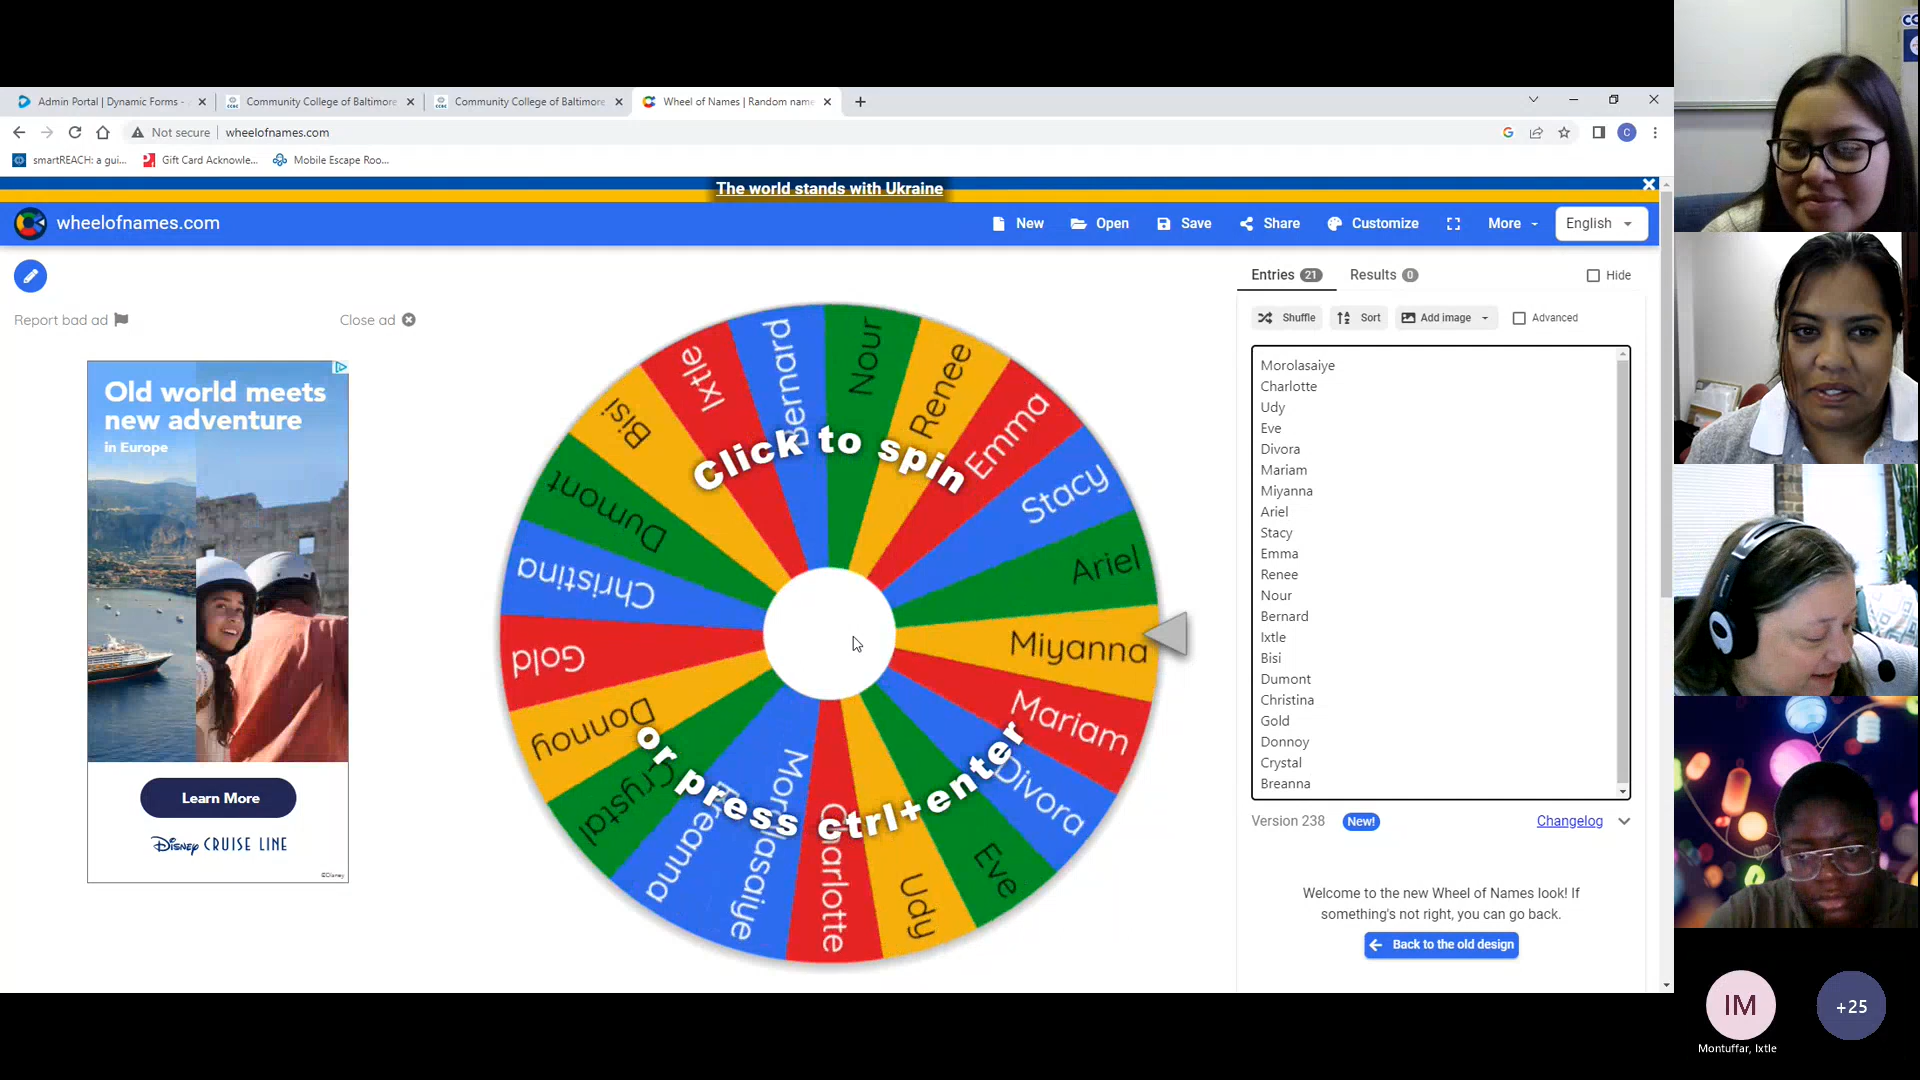 Admin Portal | Dynamic Forms -
Community College of Baltimore
Community College of Baltimore
Wheel of Names | Random name
Not secure
wheelofnames.com
smartREACH: a gui...
Gift Card Acknowle...
Mobile Escape Roo...
C
The world stands with Ukraine
wheelofnames.com
New
Open
Save
Share
Customize
More
English
Report bad ad
Close ad
Old world meets
new adventure
in Europe
Learn More
Disney CRUISE LINE
©Disney
Click to spin
or press ctrl+enter
Nour
Renee
Emma
Stacy
Ariel
Miyanna
Mariam
Divora
Eve
Udy
Charlotte
Morolasaiye
Breanna
Crystal
Donnoy
Gold
Christina
Dumont
Bisi
Ixtle
Bernard
Entries 21
Results 0
Hide
Shuffle
Sort
Add image
Advanced
Morolasaiye
Charlotte
Udy
Eve
Divora
Mariam
Miyanna
Ariel
Stacy
Emma
Renee
Nour
Bernard
Ixtle
Bisi
Dumont
Christina
Gold
Donnoy
Crystal
Breanna
Version 238 New!
Changelog
Welcome to the new Wheel of Names look! If
something's not right, you can go back.
Back to the old design
IM
Montuffar, Ixtle
+25